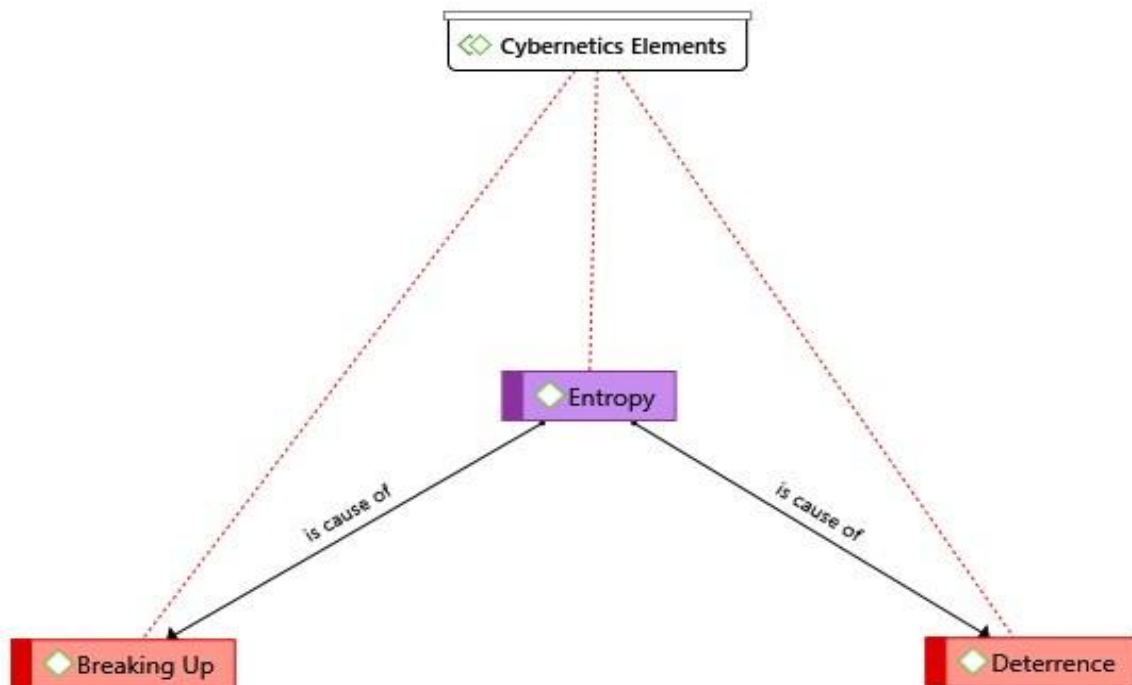 Cybernetics Elements
Entropy
is cause of
is cause of
Breaking Up
Deterrence